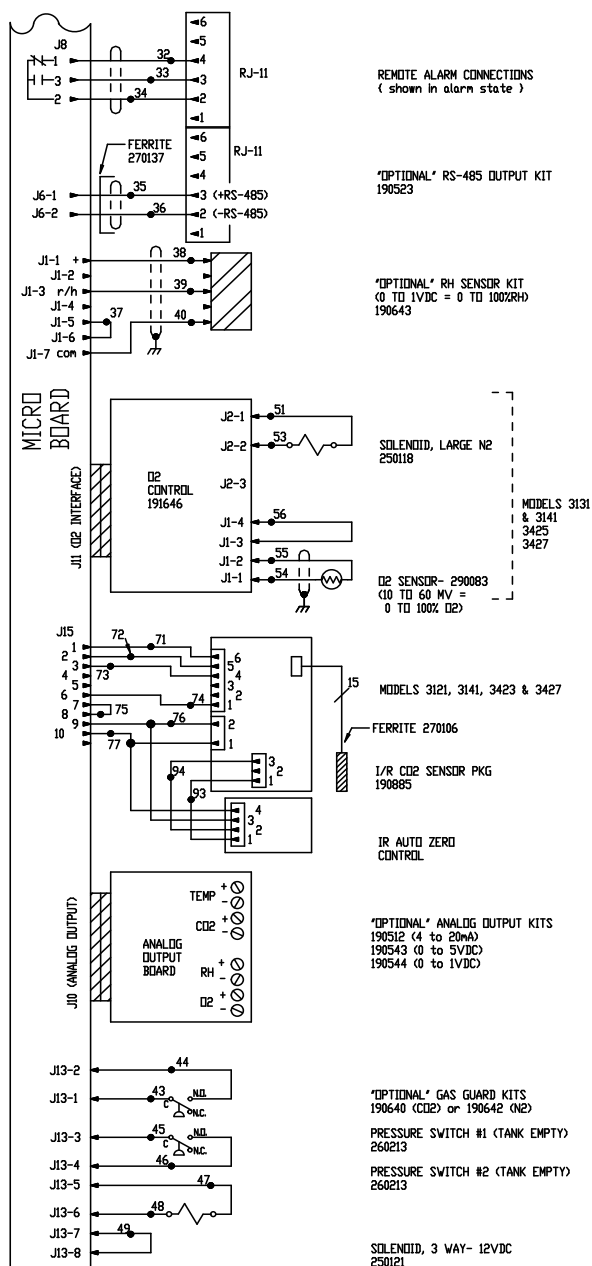 J8
1
3
2
32
33
34
6
5
4
3
2
1
RJ-11
REMOTE ALARM CONNECTIONS
( shown in alarm state )
FERRITE
270137
J6-1
J6-2
35
36
6
5
4
3 (+RS-485)
2 (-RS-485)
1
RJ-11
"OPTIONAL" RS-485 OUTPUT KIT
190523
J1-1 +
J1-2
J1-3 r/h
J1-4
J1-5
J1-6
J1-7 com
37
38
39
40
"OPTIONAL" RH SENSOR KIT
(0 TO 1VDC = 0 TO 100%RH)
190643
MICRO
BOARD
J11 (O2 INTERFACE)
O2
CONTROL
191646
J2-1
J2-2
J2-3
J1-4
J1-3
J1-2
J1-1
51
53
56
55
54
SOLENOID, LARGE N2
250118
MODELS 3131
& 3141
3425
3427
O2 SENSOR- 290083
(10 TO 60 MV =
0 TO 100% O2)
J15
1
2
3
4
5
6
7
8
9
10
72
71
73
75
74
76
77
6
5
4
3
2
1
2
1
94
93
3
2
1
4
3
2
1
15
MODELS 3121, 3141, 3423 & 3427
FERRITE 270106
I/R CO2 SENSOR PKG
190885
IR AUTO ZERO
CONTROL
J10 (ANALOG OUTPUT)
ANALOG
OUTPUT
BOARD
TEMP + -
CO2 + -
RH + -
O2 + -
"OPTIONAL" ANALOG OUTPUT KITS
190512 (4 to 20mA)
190543 (0 to 5VDC)
190544 (0 to 1VDC)
J13-2
J13-1
J13-3
J13-4
J13-5
J13-6
J13-7
J13-8
44
43
C
N.O.
N.C.
45
C
N.O.
N.C.
46
47
48
49
"OPTIONAL" GAS GUARD KITS
190640 (CO2) or 190642 (N2)
PRESSURE SWITCH #1 (TANK EMPTY)
260213
PRESSURE SWITCH #2 (TANK EMPTY)
260213
SOLENOID, 3 WAY- 12VDC
250121